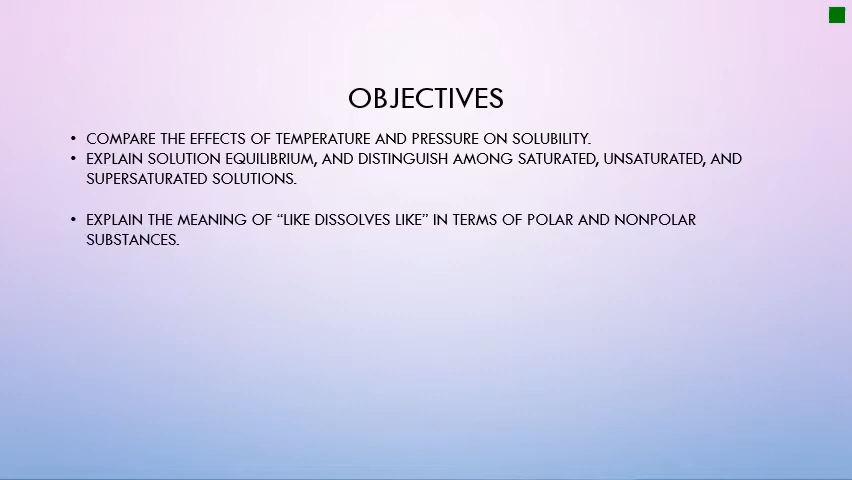 OBJECTIVES
• COMPARE THE EFFECTS OF TEMPERATURE AND PRESSURE ON SOLUBILITY.
• EXPLAIN SOLUTION EQUILIBRIUM, AND DISTINGUISH AMONG SATURATED, UNSATURATED, AND
SUPERSATURATED SOLUTIONS.
• EXPLAIN THE MEANING OF “LIKE DISSOLVES LIKE” IN TERMS OF POLAR AND NONPOLAR
SUBSTANCES.